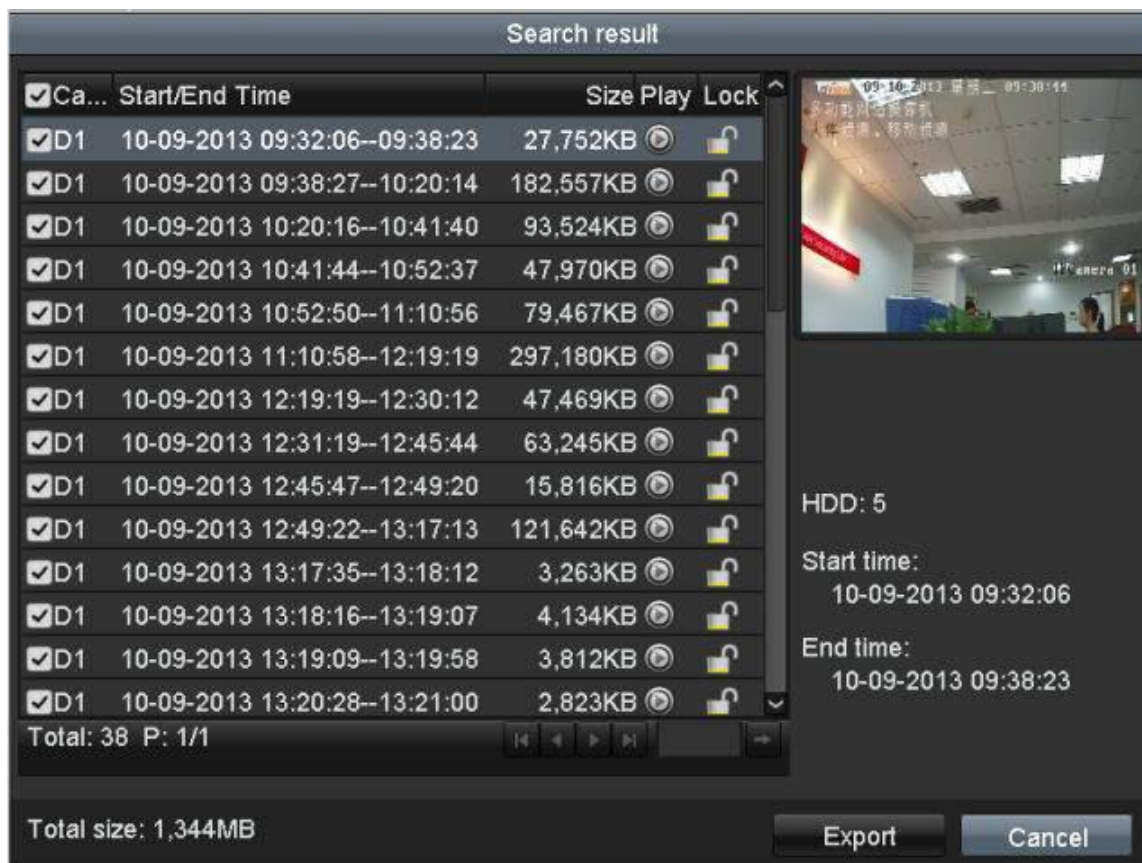 Search result
Ca... Start/End Time Size Play Lock
D1 10-09-2013 09:32:06--09:38:23 27,752KB
D1 10-09-2013 09:38:27--10:20:14 182,557KB
D1 10-09-2013 10:20:16--10:41:40 93,524KB
D1 10-09-2013 10:41:44--10:52:37 47,970KB
D1 10-09-2013 10:52:50--11:10:56 79,467KB
D1 10-09-2013 11:10:58--12:19:19 297,180KB
D1 10-09-2013 12:19:19--12:30:12 47,469KB
D1 10-09-2013 12:31:19--12:45:44 63,245KB
D1 10-09-2013 12:45:47--12:49:20 15,816KB
D1 10-09-2013 12:49:22--13:17:13 121,642KB
D1 10-09-2013 13:17:35--13:18:12 3,263KB
D1 10-09-2013 13:18:16--13:19:07 4,134KB
D1 10-09-2013 13:19:09--13:19:58 3,812KB
D1 10-09-2013 13:20:28--13:21:00 2,823KB
Total: 38 P: 1/1
Total size: 1,344MB
2013 星期二
Camera 01
HDD: 5
Start time:
10-09-2013 09:32:06
End time:
10-09-2013 09:38:23
Export
Cancel